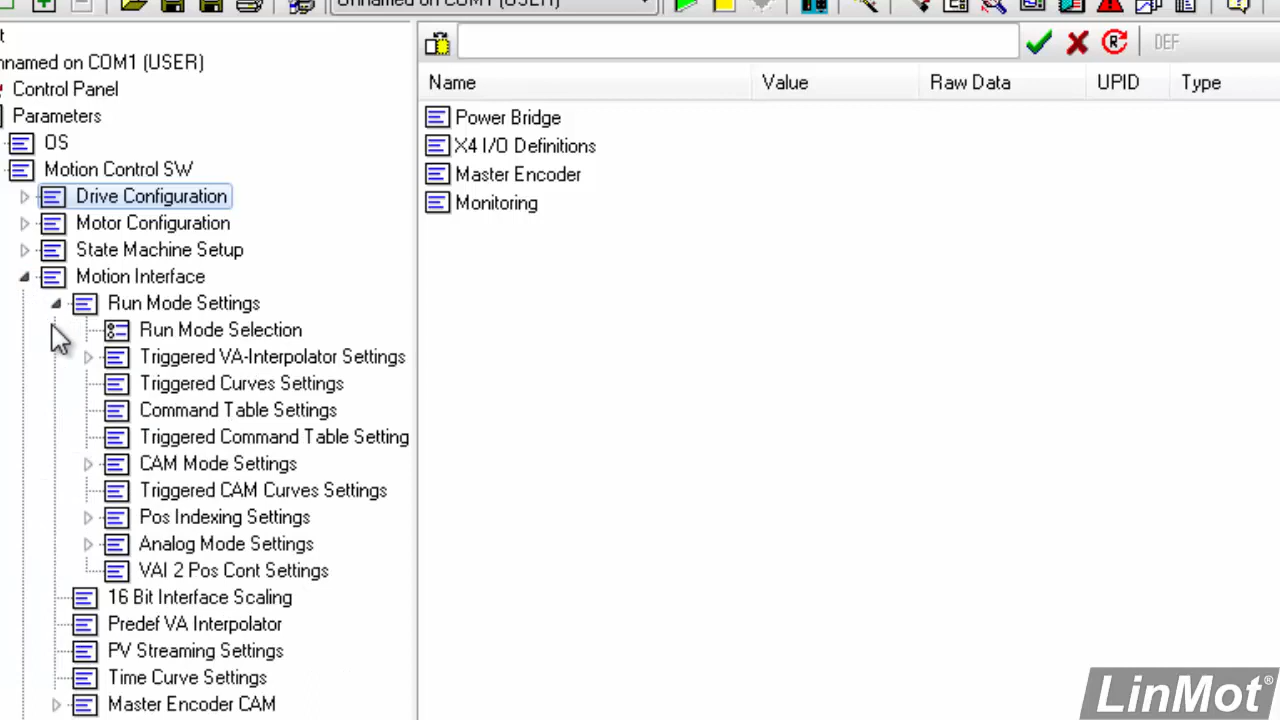 Unnamed on COM1 (USER)
t
nnamed on COM1 (USER)
DEF
Control Panel
Parameters
OS
Motion Control SW
Drive Configuration
Motor Configuration
State Machine Setup
Motion Interface
Run Mode Settings
Run Mode Selection
Triggered VA-Interpolator Settings
Triggered Curves Settings
Command Table Settings
Triggered Command Table Setting
CAM Mode Settings
Triggered CAM Curves Settings
Pos Indexing Settings
Analog Mode Settings
VAI 2 Pos Cont Settings
16 Bit Interface Scaling
Predef VA Interpolator
PV Streaming Settings
Time Curve Settings
Master Encoder CAM
Name Value Raw Data UPID Type
Power Bridge
X4 I/O Definitions
Master Encoder
Monitoring
LinMot®